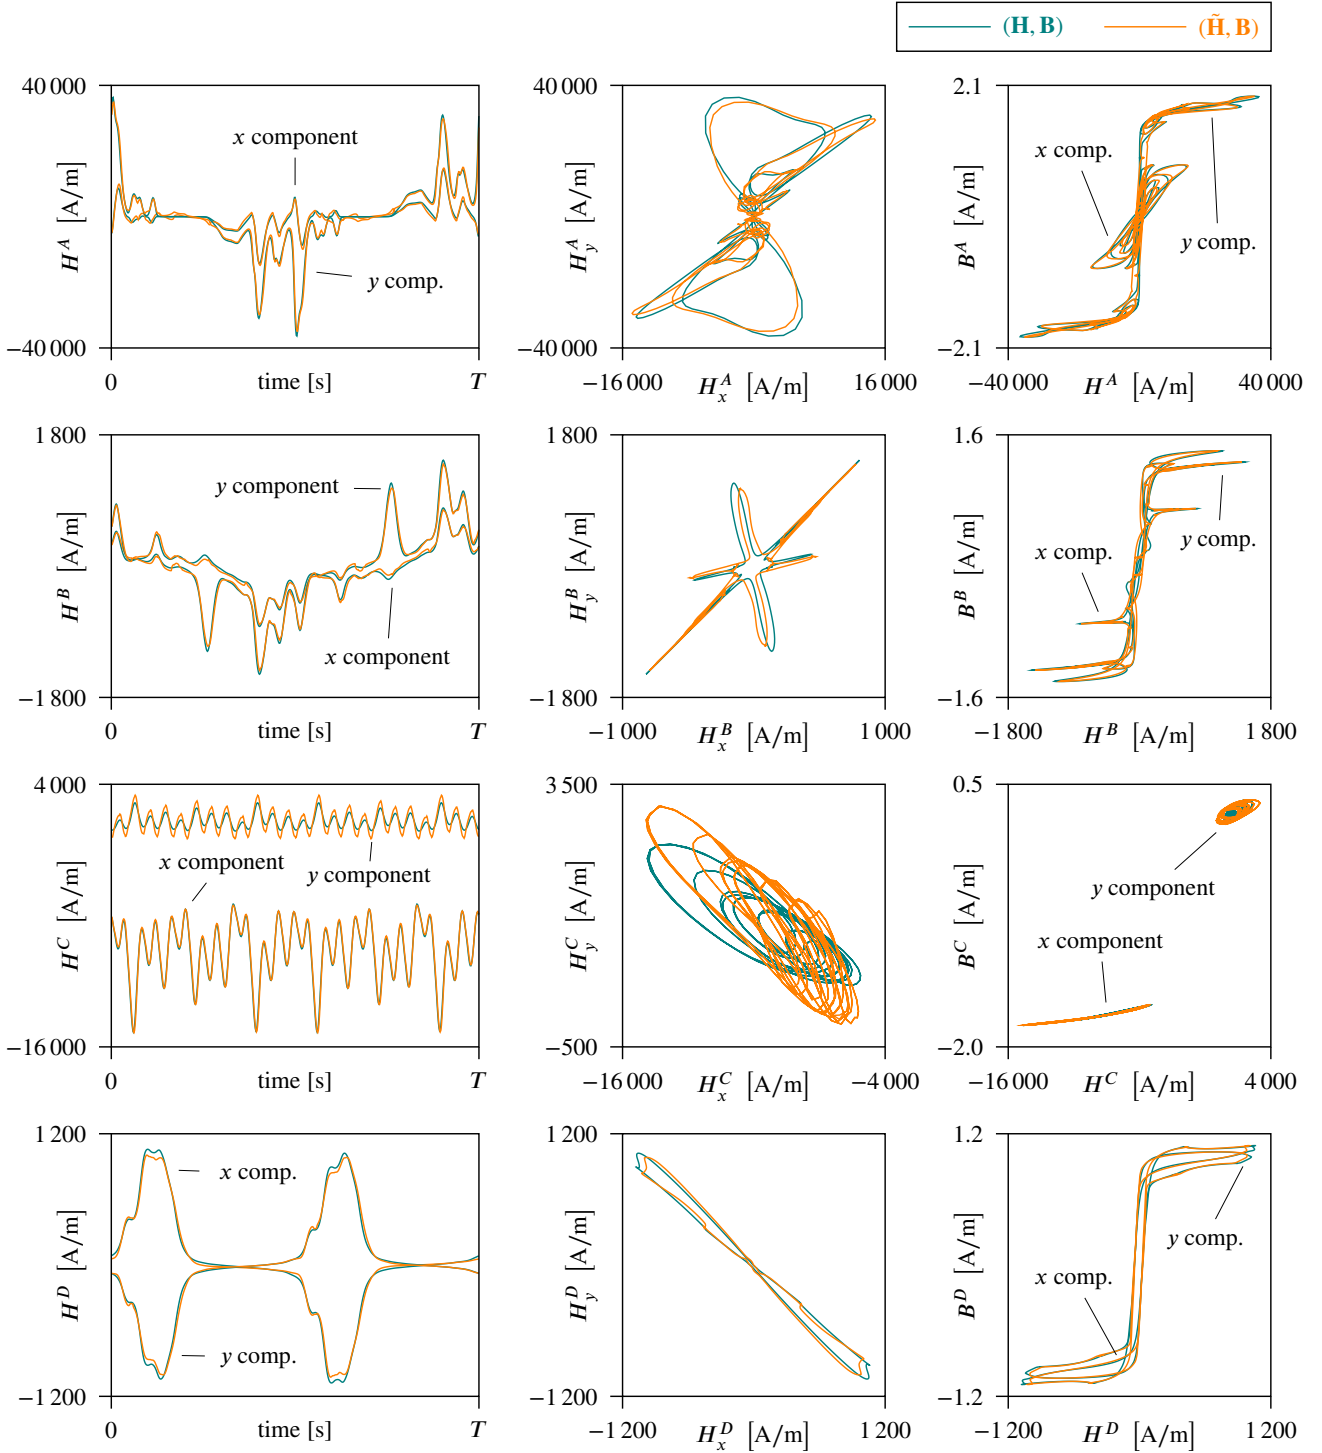 (H, B) (H̃, B)
40 000 40 000 2.1
x component x comp.
H^A [A/m] H_y^A [A/m] B^A [A/m]
y comp. y comp.
−40 000 −40 000 −2.1
0 time [s] T −16 000 H_x^A [A/m] 16 000 −40 000 H^A [A/m] 40 000
1 800 1 800 1.6
y component y comp.
H^B [A/m] H_y^B [A/m] B^B [A/m]
x component x comp.
−1 800 −1 800 −1.6
0 time [s] T −1 000 H_x^B [A/m] 1 000 −1 800 H^B [A/m] 1 800
4 000 3 500 0.5
x component y component y component
H^C [A/m] H_y^C [A/m] B^C [A/m]
x component
−16 000 −500 −2.0
0 time [s] T −16 000 H_x^C [A/m] −4 000 −16 000 H^C [A/m] 4 000
1 200 1 200 1.2
x comp. y comp.
H^D [A/m] H_y^D [A/m] B^D [A/m]
y comp. x comp.
−1 200 −1 200 −1.2
0 time [s] T −1 200 H_x^D [A/m] 1 200 −1 200 H^D [A/m] 1 200